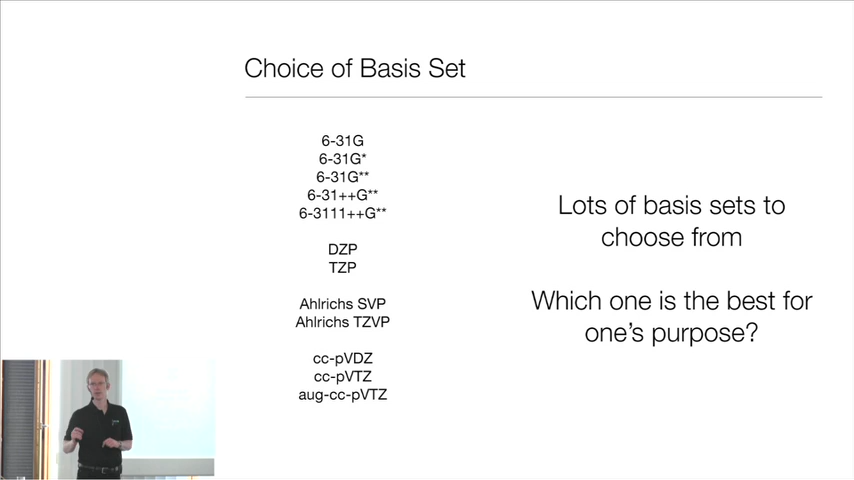 Choice of Basis Set
6-31G
6-31G*
6-31G**
6-31++G**
6-3111++G**
DZP
TZP
Ahlrichs SVP
Ahlrichs TZVP
cc-pVDZ
cc-pVTZ
aug-cc-pVTZ
Lots of basis sets to
choose from
Which one is the best for
one's purpose?